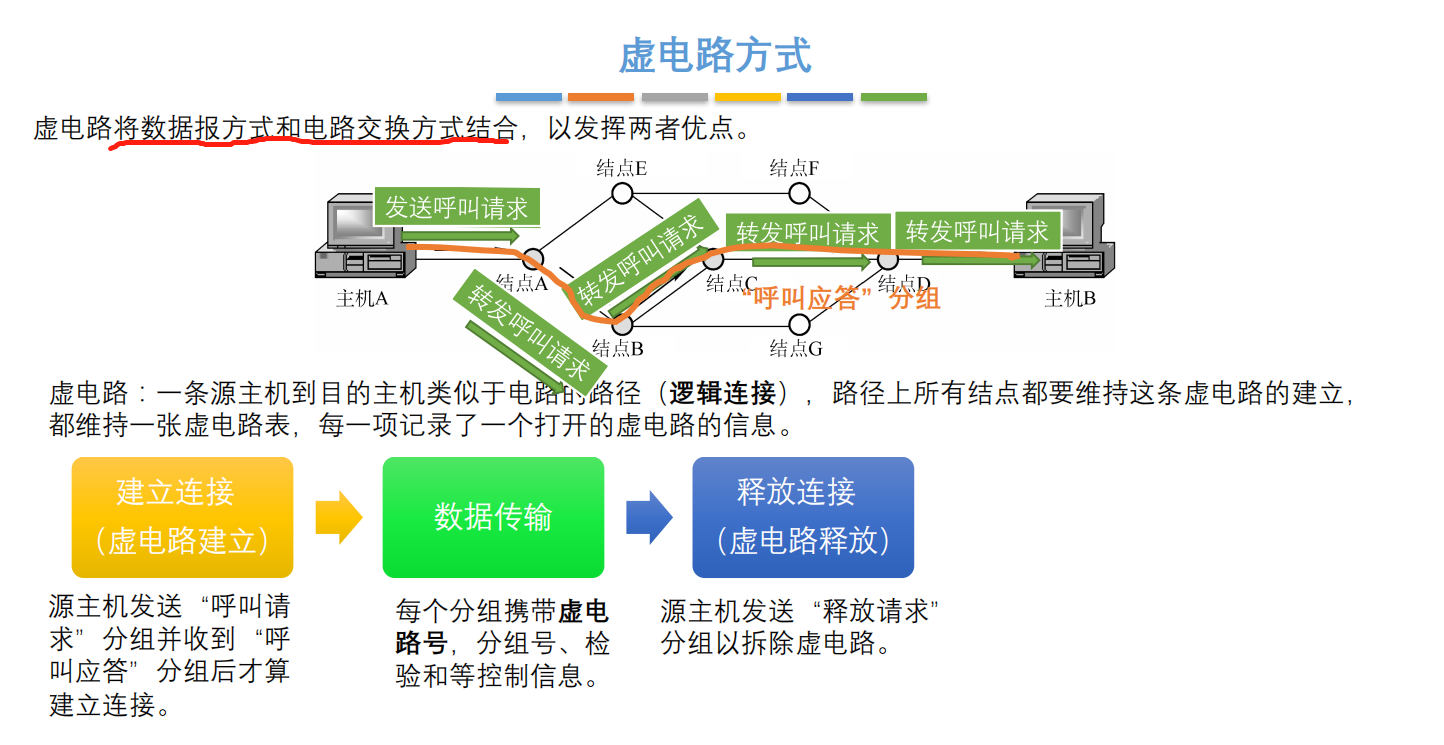 虚电路方式
虚电路将数据报方式和电路交换方式结合，以发挥两者优点。
结点E
结点F
发送呼叫请求
转发呼叫请求
转发呼叫请求
转发呼叫请求
主机A
结点A
转发呼叫请求
结点C
结点D
“呼叫应答”分组
主机B
结点B
结点G
虚电路：一条源主机到目的主机类似于电路的路径（逻辑连接），路径上所有结点都要维持这条虚电路的建立，
都维持一张虚电路表，每一项记录了一个打开的虚电路的信息。
建立连接
（虚电路建立）
数据传输
释放连接
（虚电路释放）
源主机发送“呼叫请
求”分组并收到“呼
叫应答”分组后才算
建立连接。
每个分组携带虚电
路号，分组号、检
验和等控制信息。
源主机发送“释放请求”
分组以拆除虚电路。